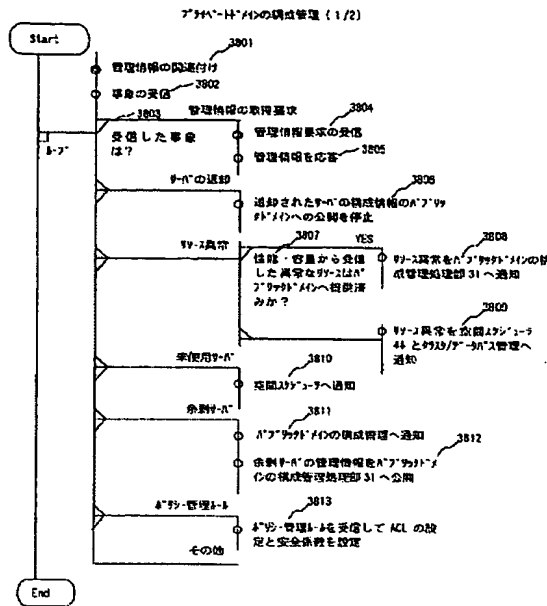 プライベートドメインの構成管理 (1/2)
Start
3801
管理情報の関連付け
3802
事象の受信
3803
管理情報の取得要求
3804
受信した事象
は?
管理情報要求の受信
ループ
3805
管理情報を応答
サーバの返却
3806
返却されたサーバの構成情報のパブリッ
クドメインへの公開を停止
リソース異常
3807
YES
3808
性能・容量から受信
した異常なリソースはパ
ブリックドメインへ提供済
みか?
リソース異常をパブリックドメインの構
成管理処理部31へ通知
3809
リソース異常を空間スケジューラ
44 とクラスタ/データパス管理へ
通知
未使用サーバ
3810
空間スケジューラへ通知
余剰サーバ
3811
パブリックドメインの構成管理へ通知
3812
余剰サーバの管理情報をパブリックドメ
インの構成管理処理部31へ公開
ポリシー管理ルール
3813
ポリシー管理ルールを受信して ACL の設
定と安全係数を設定
その他
End